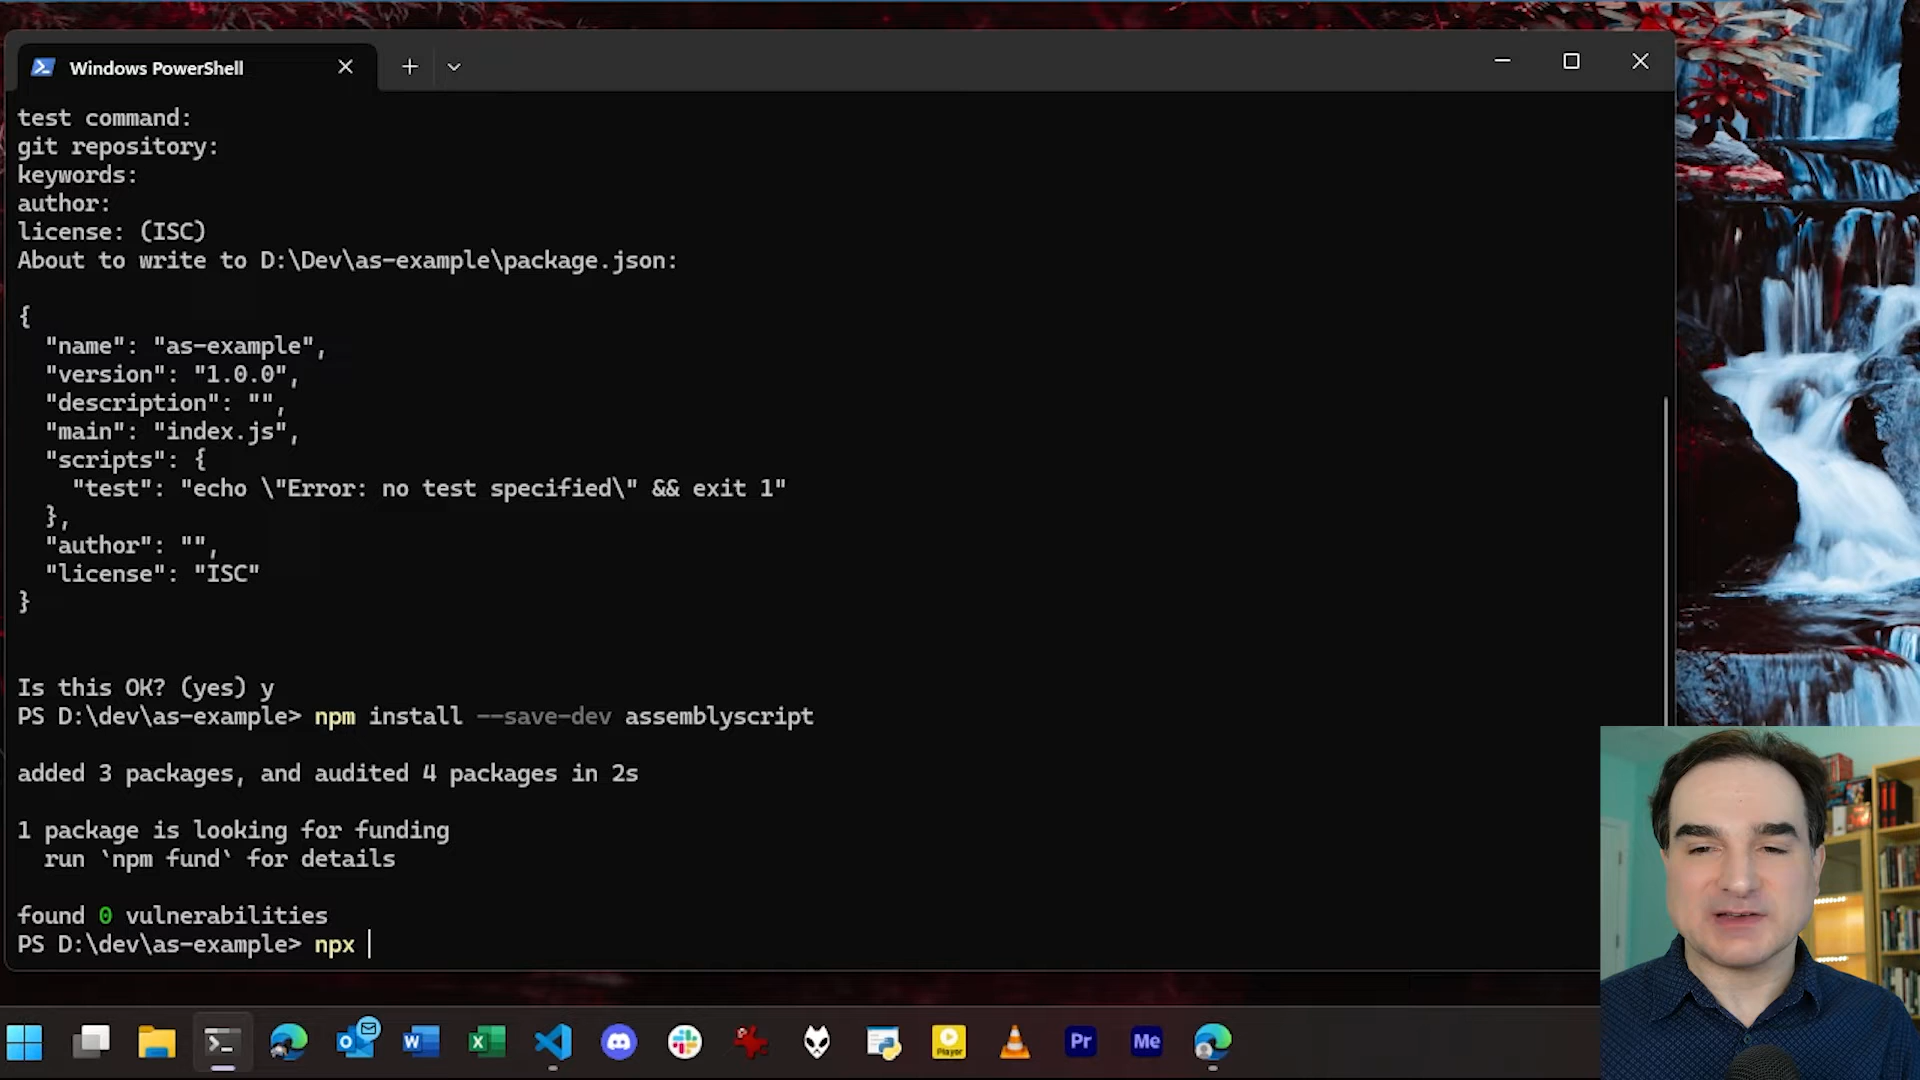 Windows PowerShell
test command:
git repository:
keywords:
author:
license: (ISC)
About to write to D:\Dev\as-example\package.json:
{
"name": "as-example",
"version": "1.0.0",
"description": "",
"main": "index.js",
"scripts": {
"test": "echo \"Error: no test specified\" && exit 1"
},
"author": "",
"license": "ISC"
}
Is this OK? (yes) y
PS D:\dev\as-example> npm install --save-dev assemblyscript
added 3 packages, and audited 4 packages in 2s
1 package is looking for funding
run `npm fund` for details
found 0 vulnerabilities
PS D:\dev\as-example> npx
Player
Pr
Me